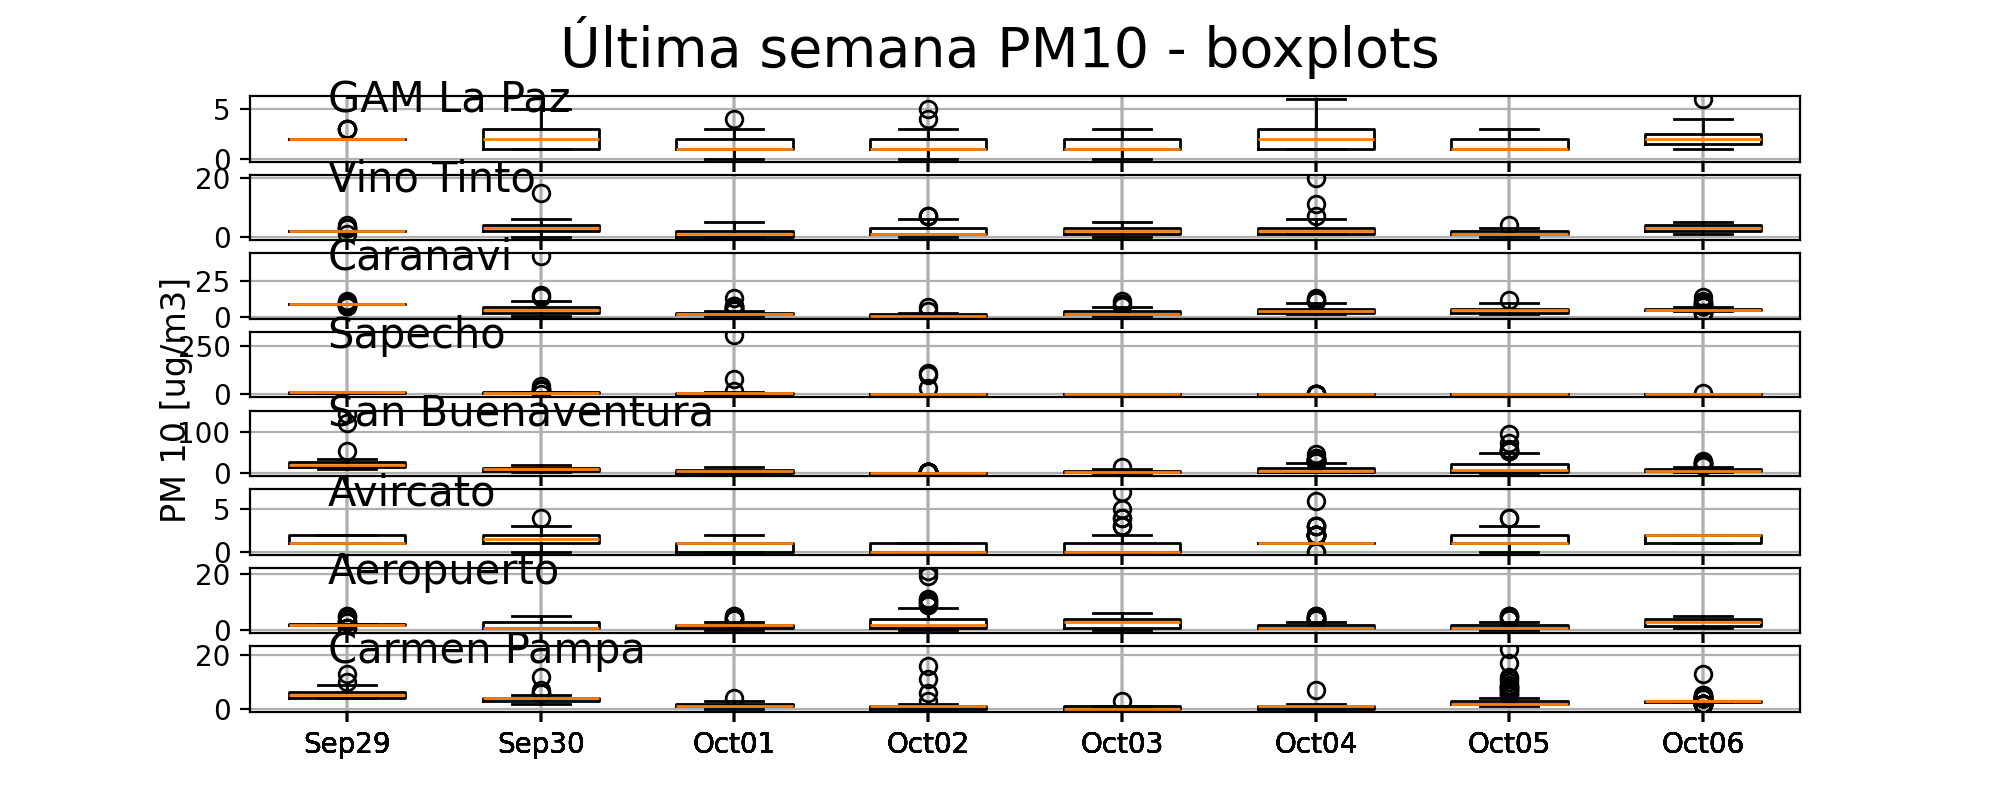 Última semana PM10 - boxplots
GAM La Paz
5
0
Vino Tinto
20
0
Caranavi
25
0
Sapecho
250
0
San Buenaventura
100
0
Avircato
5
0
Aeropuerto
20
0
Carmen Pampa
20
0
PM 10 [ug/m3]
Sep29 Sep30 Oct01 Oct02 Oct03 Oct04 Oct05 Oct06